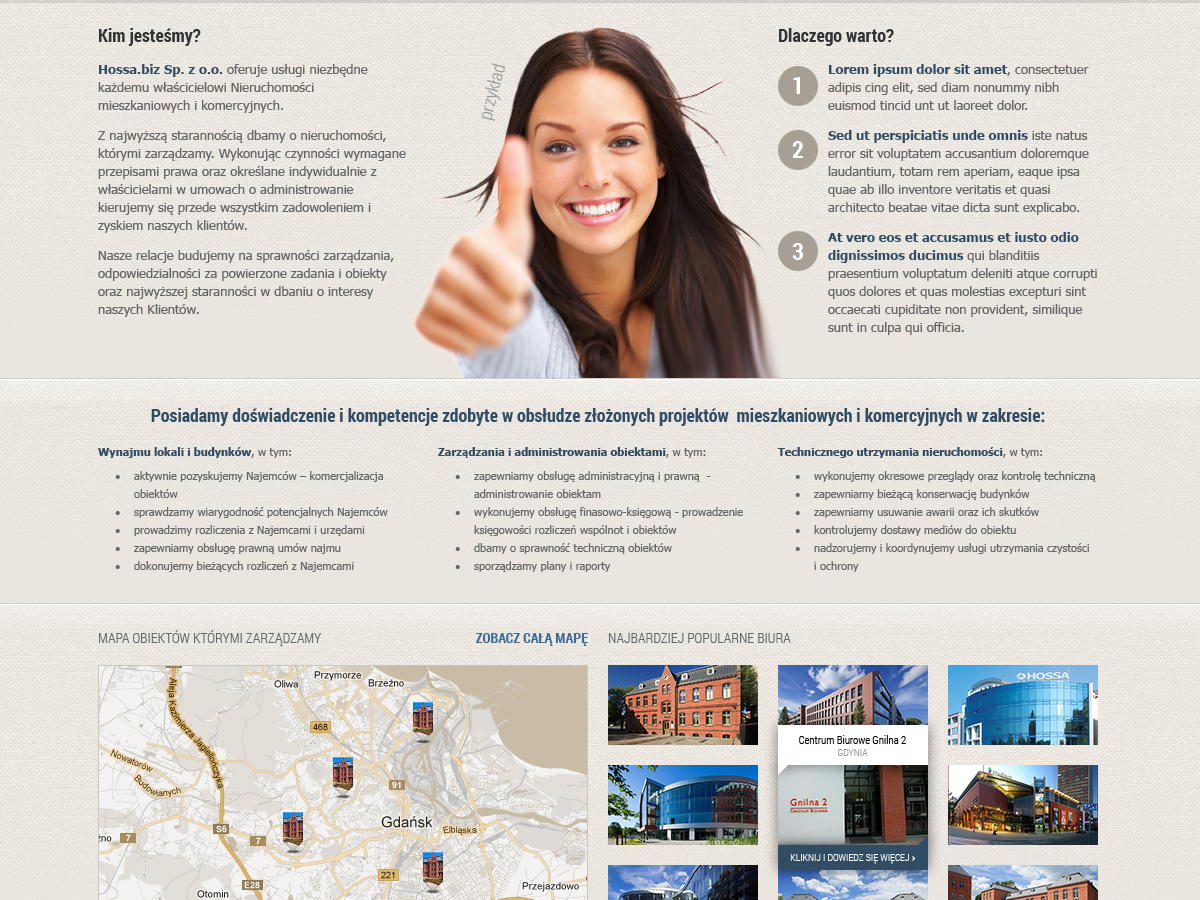 Kim jesteśmy?
Hossa.biz Sp. z o.o. oferuje usługi niezbędne
każdemu właścicielowi Nieruchomości
mieszkaniowych i komercyjnych.
Z najwyższą starannością dbamy o nieruchomości,
którymi zarządzamy. Wykonując czynności wymagane
przepisami prawa oraz określane indywidualnie z
właścicielami w umowach o administrowanie
kierujemy się przede wszystkim zadowoleniem i
zyskiem naszych klientów.
Nasze relacje budujemy na sprawności zarządzania,
odpowiedzialności za powierzone zadania i obiekty
oraz najwyższej staranności w dbaniu o interesy
naszych Klientów.
przykład
Dlaczego warto?
1
Lorem ipsum dolor sit amet, consectetuer
adipis cing elit, sed diam nonummy nibh
euismod tincid unt ut laoreet dolor.
2
Sed ut perspiciatis unde omnis iste natus
error sit voluptatem accusantium doloremque
laudantium, totam rem aperiam, eaque ipsa
quae ab illo inventore veritatis et quasi
architecto beatae vitae dicta sunt explicabo.
3
At vero eos et accusamus et iusto odio
dignissimos ducimus qui blanditiis
praesentium voluptatum deleniti atque corrupti
quos dolores et quas molestias excepturi sint
occaecati cupiditate non provident, similique
sunt in culpa qui officia.
Posiadamy doświadczenie i kompetencje zdobyte w obsłudze złożonych projektów  mieszkaniowych i komercyjnych w zakresie:
Wynajmu lokali i budynków, w tym:
• aktywnie pozyskujemy Najemców – komercjalizacja
obiektów
• sprawdzamy wiarygodność potencjalnych Najemców
• prowadzimy rozliczenia z Najemcami i urzędami
• zapewniamy obsługę prawną umów najmu
• dokonujemy bieżących rozliczeń z Najemcami
Zarządzania i administrowania obiektami, w tym:
• zapewniamy obsługę administracyjną i prawną  -
administrowanie obiektam
• wykonujemy obsługę finasowo-księgową - prowadzenie
księgowości rozliczeń wspólnot i obiektów
• dbamy o sprawność techniczną obiektów
• sporządzamy plany i raporty
Technicznego utrzymania nieruchomości, w tym:
• wykonujemy okresowe przeglądy oraz kontrolę techniczną
• zapewniamy bieżącą konserwację budynków
• zapewniamy usuwanie awarii oraz ich skutków
• kontrolujemy dostawy mediów do obiektu
• nadzorujemy i koordynujemy usługi utrzymania czystości
i ochrony
MAPA OBIEKTÓW KTÓRYMI ZARZĄDZAMY
ZOBACZ CAŁĄ MAPĘ
Oliwa
Przymorze
Brzeźno
Aleja Kazimierza Jagiellończyka
468
Nowatorów
Budowlanych
91
Gdańsk
Elbląska
żno
7
S6
7
221
E28
Otomin
Przejazdowo
NAJBARDZIEJ POPULARNE BIURA
HOSSA
Centrum Biurowe Gnilna 2
GDYNIA
Gnilna 2
Centrum Biurowe
KLIKNIJ I DOWIEDZ SIĘ WIĘCEJ ›